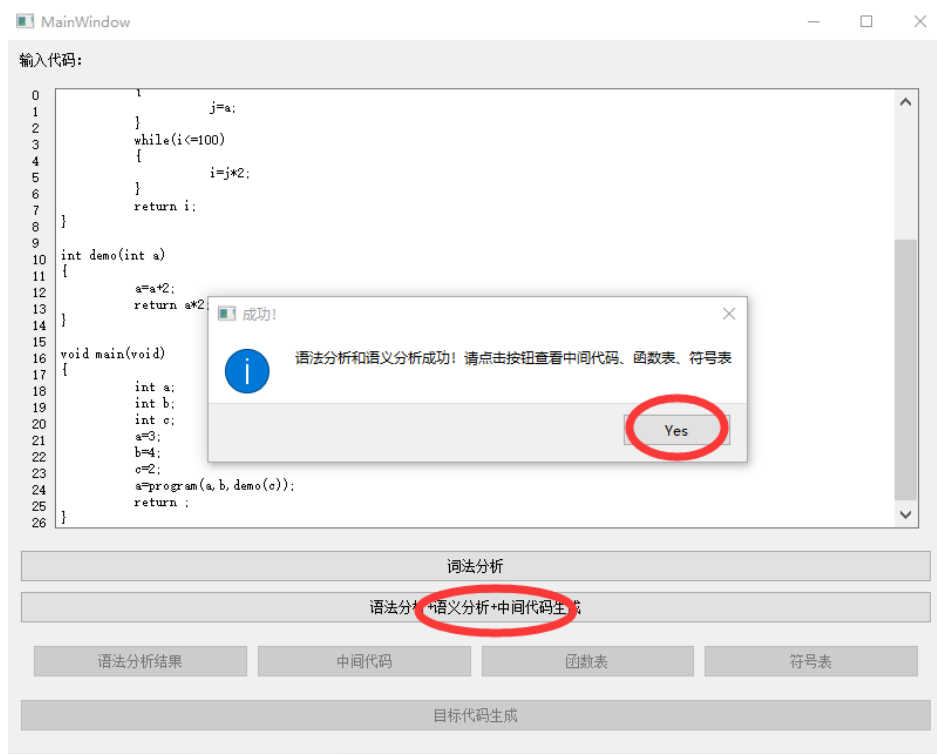 MainWindow
输入代码:
0
1 j=a;
2 }
3 while(i<=100)
4 {
5 i=j*2;
6 }
7 return i;
8 }
9
10 int demo(int a)
11 {
12 a=a+2;
13 return a*2
14 }
15
16 void main(void)
17 {
18 int a;
19 int b;
20 int c;
21 a=3;
22 b=4;
23 c=2;
24 a=program(a,b,demo(c));
25 return ;
26 }
成功!
语法分析和语义分析成功!请点击按钮查看中间代码、函数表、符号表
Yes
词法分析
语法分析+语义分析+中间代码生成
语法分析结果 中间代码 函数表 符号表
目标代码生成